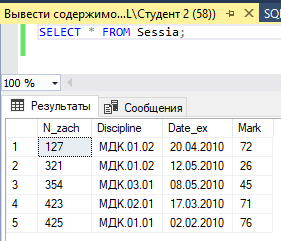 Вывести содержимо...L\Студент 2 (58))
SELECT * FROM Sessia;
100 %
Результаты Сообщения
N_zach Discipline Date_ex Mark
1 127 МДК.01.02 20.04.2010 72
2 321 МДК.01.02 12.05.2010 26
3 354 МДК.03.01 08.05.2010 45
4 423 МДК.02.01 17.03.2010 71
5 425 МДК.01.01 02.02.2010 76